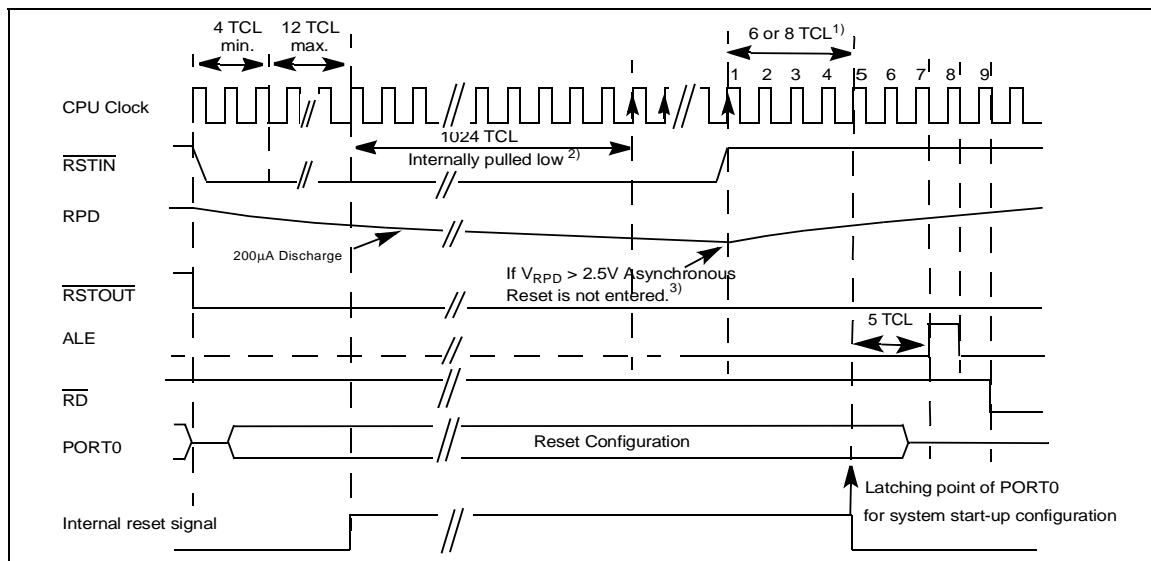 4 TCL
min.
12 TCL
max.
6 or 8 TCL1)
1 2 3 4 5 6 7 8 9
CPU Clock
1024 TCL
Internally pulled low 2)
RSTIN
RPD
200µA Discharge
If VRPD > 2.5V Asynchronous
Reset is not entered.3)
RSTOUT
5 TCL
ALE
RD
PORT0
Reset Configuration
Latching point of PORT0
for system start-up configuration
Internal reset signal